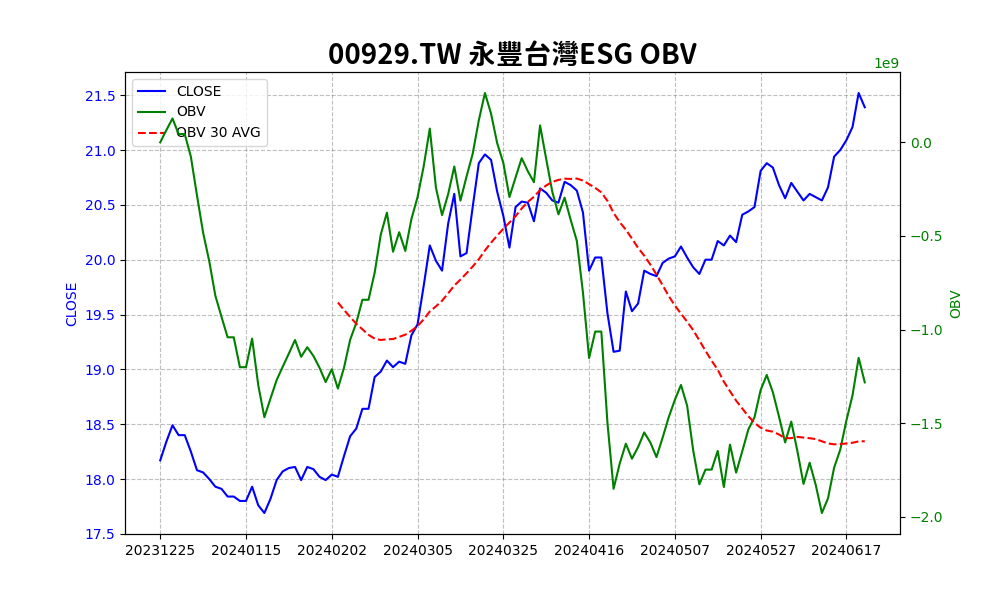 00929.TW 永豐台灣ESG OBV
1e9
CLOSE
OBV
OBV 30 AVG
21.5
21.0
20.5
20.0
19.5
19.0
18.5
18.0
17.5
CLOSE
0.0
−0.5
−1.0
−1.5
−2.0
OBV
20231225 20240115 20240202 20240305 20240325 20240416 20240507 20240527 20240617